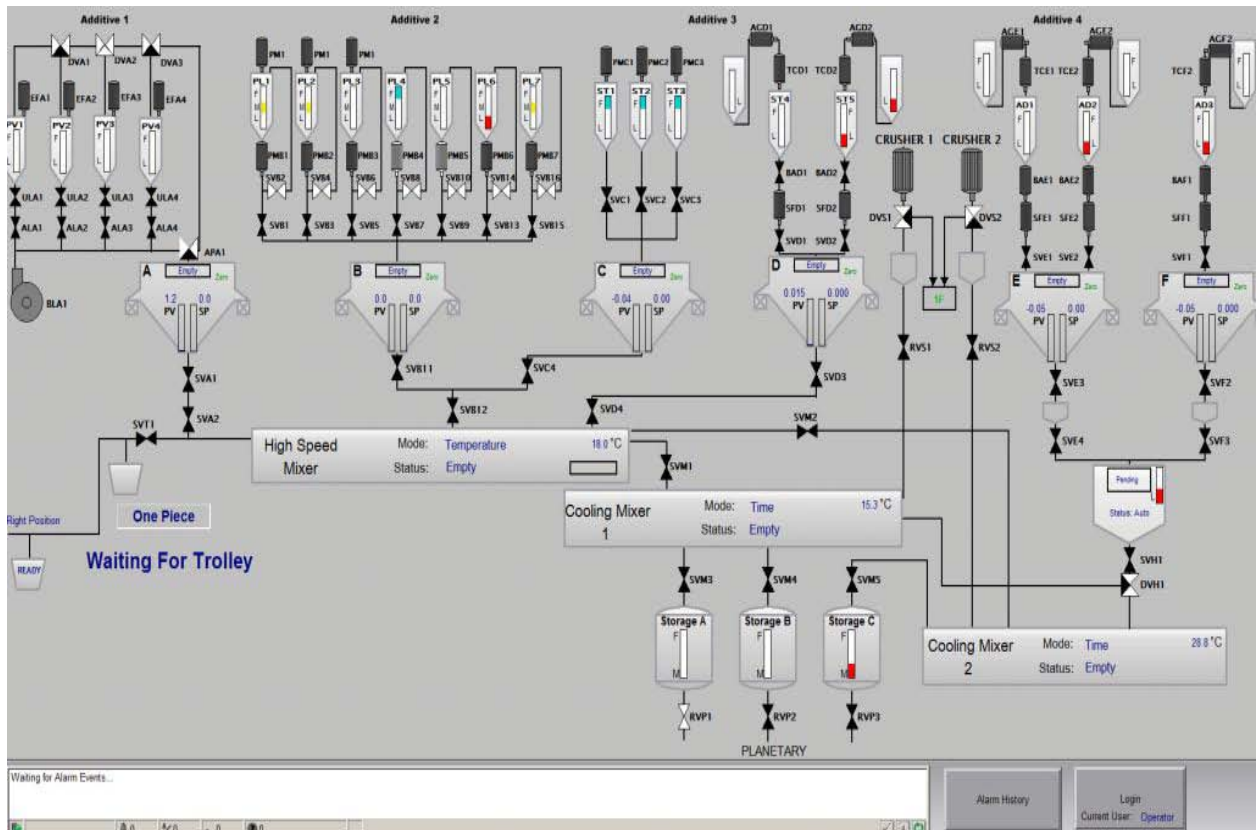 Additive 1 Additive 2 Additive 3 Additive 4
DVA1 DVA2 DVA3
EFA1 EFA2 EFA3 EFA4
PV1 PV2 PV3 PV4
F F F F
L L L L
ULA1 ULA2 ULA3 ULA4
ALA1 ALA2 ALA3 ALA4
APA1
BLA1
PM1 PM1 PM1
PL1 PL2 PL3 PL4 PL5 PL6 PL7
F F F F F F F
M M M M M M M
L L L L L L L
PMB1 PMB2 PMB3 PMB4 PMB5 PMB6 PMB7
SVB2 SVB4 SVB6 SVB8 SVB10 SVB14 SVB16
SVB1 SVB3 SVB5 SVB7 SVB9 SVB13 SVB15
PMC1 PMC2 PMC3
ST1 ST2 ST3
F F F
L L L
SVC1 SVC2 SVC3
AGD1 AGD2
TCD1 TCD2
L L
ST4 ST5
F F
L L
BAD1 BAD2
SFD1 SFD2
SVD1 SVD2
CRUSHER 1 CRUSHER 2
DVS1 DVS2
SF
RVS1 RVS2
AGE1 AGE2 AGF2
TCE1 TCE2 TCF2
L L L
AD1 AD2 AD3
F F F
L L L
BAE1 BAE2 BAF1
SFE1 SFE2 SFF1
SVE1 SVE2 SVF1
A Empty Zero
1.2 0.0
PV SP
B Empty Zero
0.0 0.0
PV SP
C Empty Zero
-0.04 0.00
PV SP
D Empty Zero
0.015 0.000
PV SP
E Empty Zero
-0.05 0.00
PV SP
F Empty Zero
-0.05 0.000
PV SP
SVA1
SVA2
SVT1
SVB11
SVC4
SVB12
SVD3
SVD4
SVM2
SVE3 SVF2
SVE4 SVF3
High Speed Mixer
Mode: Temperature 18.0 °C
Status: Empty
SVM1
Cooling Mixer 1
Mode: Time 15.3 °C
Status: Empty
Pending
Status: Auto
SVH1
DVH1
Right Position
One Piece
READY
Waiting For Trolley
SVM3 SVM4 SVM5
Storage A Storage B Storage C
F F F
M M M
RVP1 RVP2 RVP3
PLANETARY
Cooling Mixer 2
Mode: Time 28.8 °C
Status: Empty
Waiting for Alarm Events...
Alarm History
Login
Current User: Operator